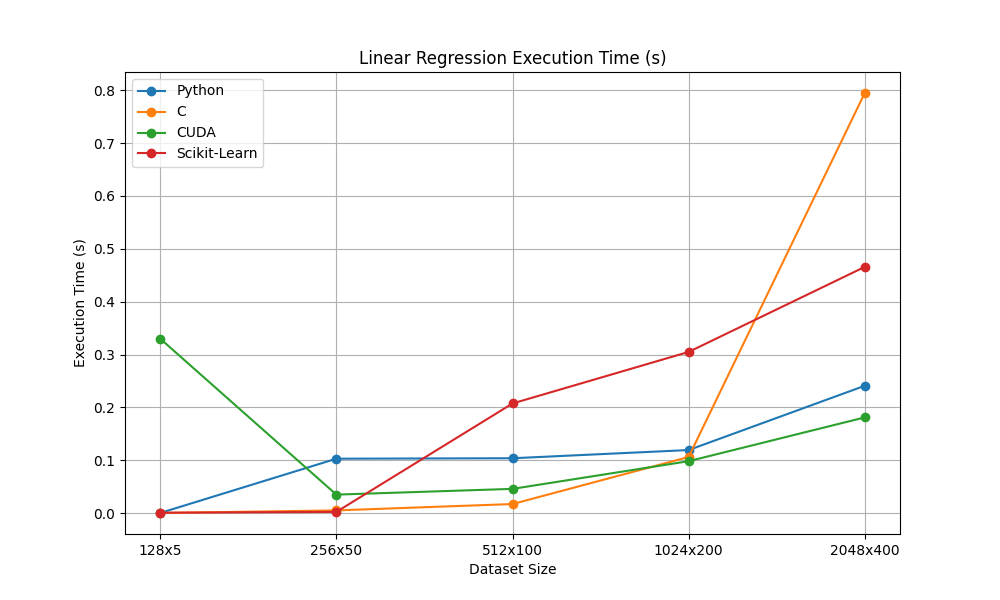 Linear Regression Execution Time (s)
Python
C
CUDA
Scikit-Learn
Execution Time (s)
0.8
0.7
0.6
0.5
0.4
0.3
0.2
0.1
0.0
128x5
256x50
512x100
1024x200
2048x400
Dataset Size